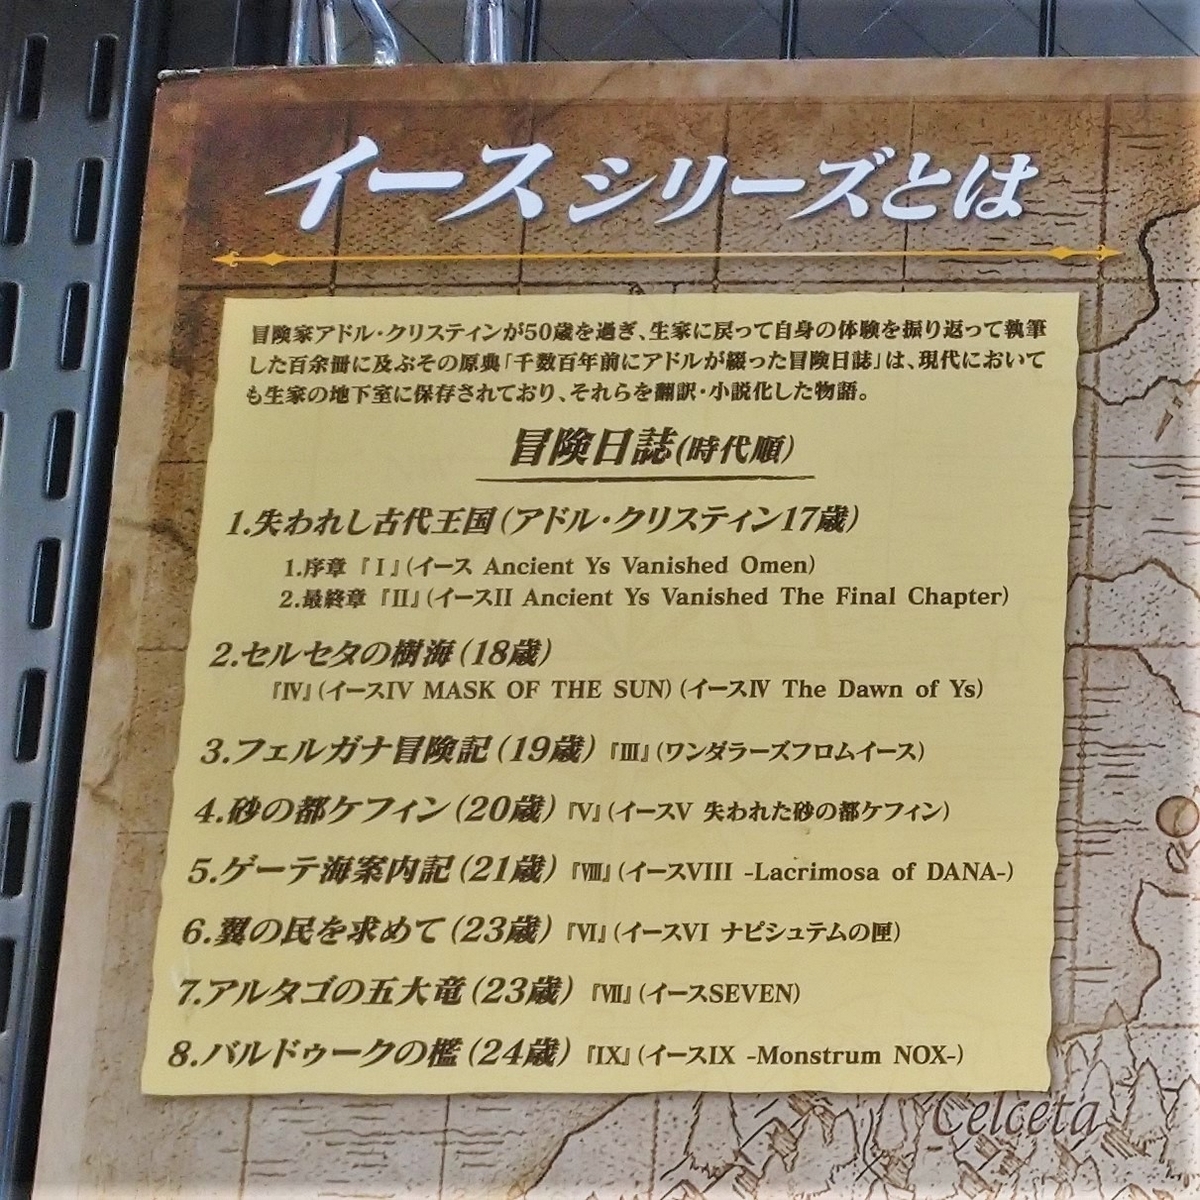 イースシリーズとは
冒険家アドル・クリスティンが50歳を過ぎ、生家に戻って自身の体験を振り返って執筆
した百余冊に及ぶその原典「千数百年前にアドルが綴った冒険日誌」は、現代において
も生家の地下室に保存されており、それらを翻訳・小説化した物語。
冒険日誌(時代順)
1.失われし古代王国(アドル・クリスティン17歳)
1.序章『Ⅰ』(イース Ancient Ys Vanished Omen)
2.最終章『Ⅱ』(イースII Ancient Ys Vanished The Final Chapter)
2.セルセタの樹海(18歳)
『Ⅳ』(イースIV MASK OF THE SUN)(イースⅣ The Dawn of Ys)
3.フェルガナ冒険記(19歳)『Ⅲ』(ワンダラーズフロムイース)
4.砂の都ケフィン(20歳)『Ⅴ』(イースV 失われた砂の都ケフィン)
5.ゲーテ海案内記(21歳)『Ⅷ』(イースVIII -Lacrimosa of DANA-)
6.翼の民を求めて(23歳)『Ⅵ』(イースVI ナピシュテムの匣)
7.アルタゴの五大竜(23歳)『Ⅶ』(イースSEVEN)
8.バルドゥークの檻(24歳)『Ⅸ』(イースIX -Monstrum NOX-)
Celceta